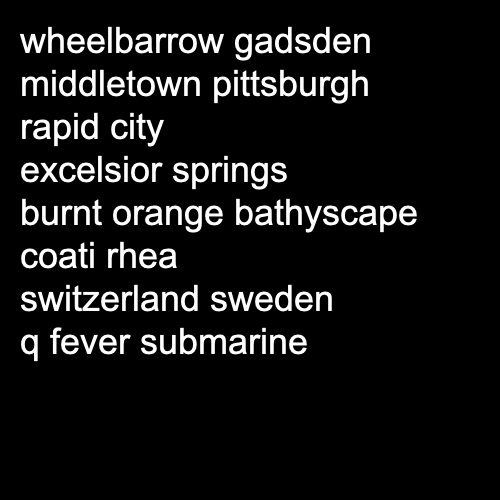 wheelbarrow gadsden
middletown pittsburgh
rapid city
excelsior springs
burnt orange bathyscape
coati rhea
switzerland sweden
q fever submarine